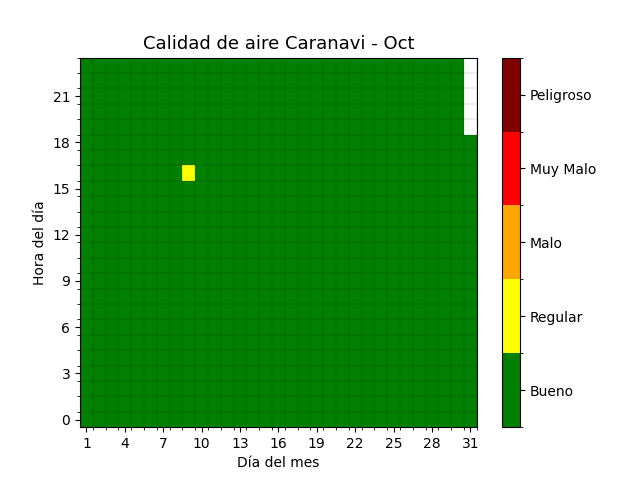 Calidad de aire Caranavi - Oct
21
18
15
12
9
6
3
0
Hora del día
1 4 7 10 13 16 19 22 25 28 31
Día del mes
Peligroso
Muy Malo
Malo
Regular
Bueno